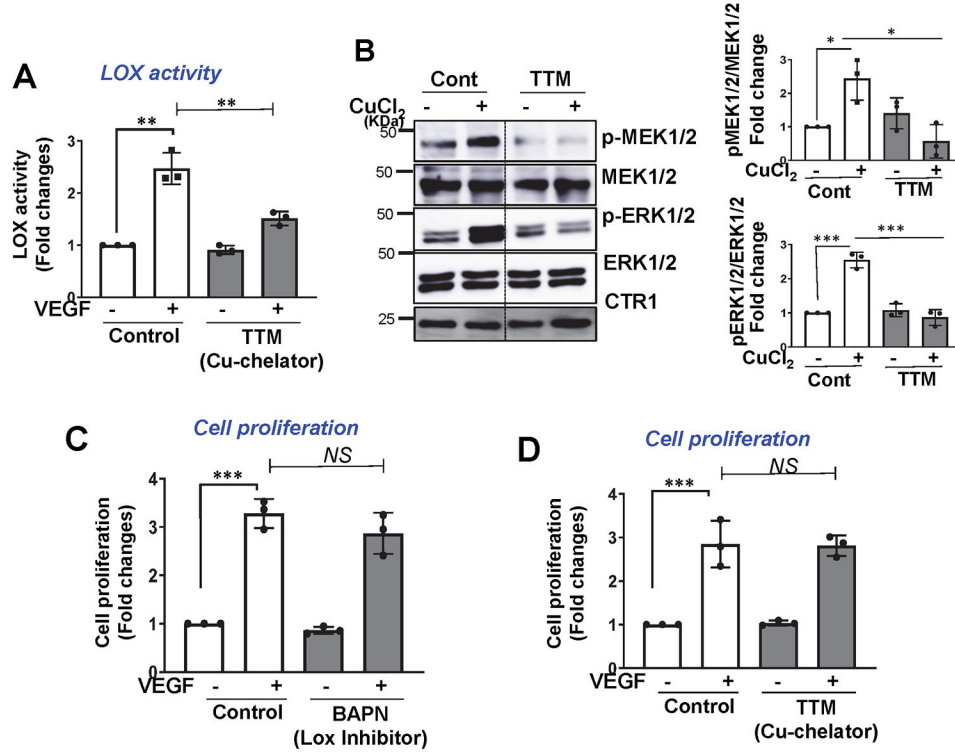 A
LOX activity
LOX activity
(Fold changes)
3
2
1
0
**
**
VEGF
- + - +
Control
TTM
(Cu-chelator)
B
Cont
TTM
CuCl2
- + - +
(KDa)
50
p-MEK1/2
50
MEK1/2
50
p-ERK1/2
50
ERK1/2
CTR1
25
pMEK1/2/MEK1/2
Fold change
3
2
1
0
*
*
CuCl2
- + - +
Cont
TTM
pERK1/2/ERK1/2
Fold change
3
2
1
0
***
***
CuCl2
- + - +
Cont
TTM
C
Cell proliferation
Cell proliferation
(Fold changes)
4
3
2
1
0
***
NS
VEGF
- + - +
Control
BAPN
(Lox Inhibitor)
D
Cell proliferation
Cell proliferation
(Fold changes)
4
3
2
1
0
***
NS
VEGF
- + - +
Control
TTM
(Cu-chelator)